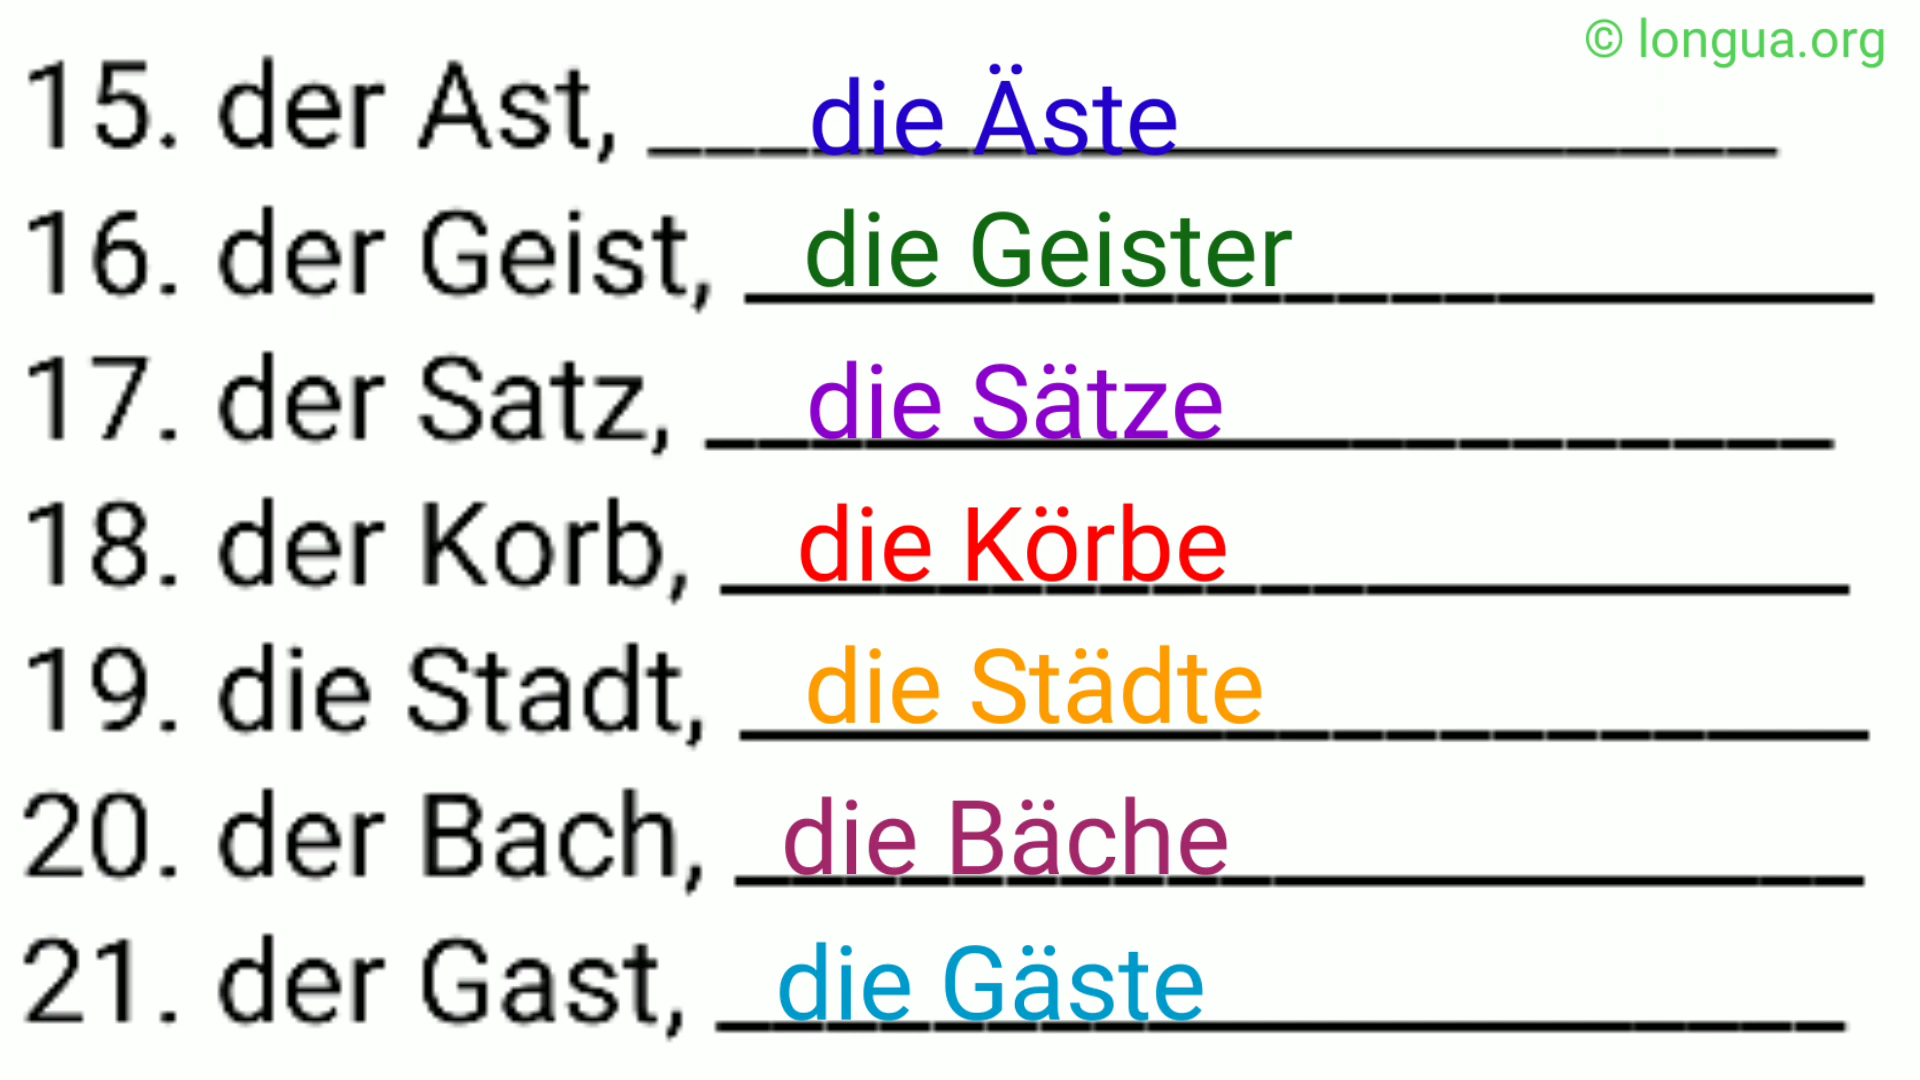 © longua.org
15. der Ast, die Äste
16. der Geist, die Geister
17. der Satz, die Sätze
18. der Korb, die Körbe
19. die Stadt, die Städte
20. der Bach, die Bäche
21. der Gast, die Gäste